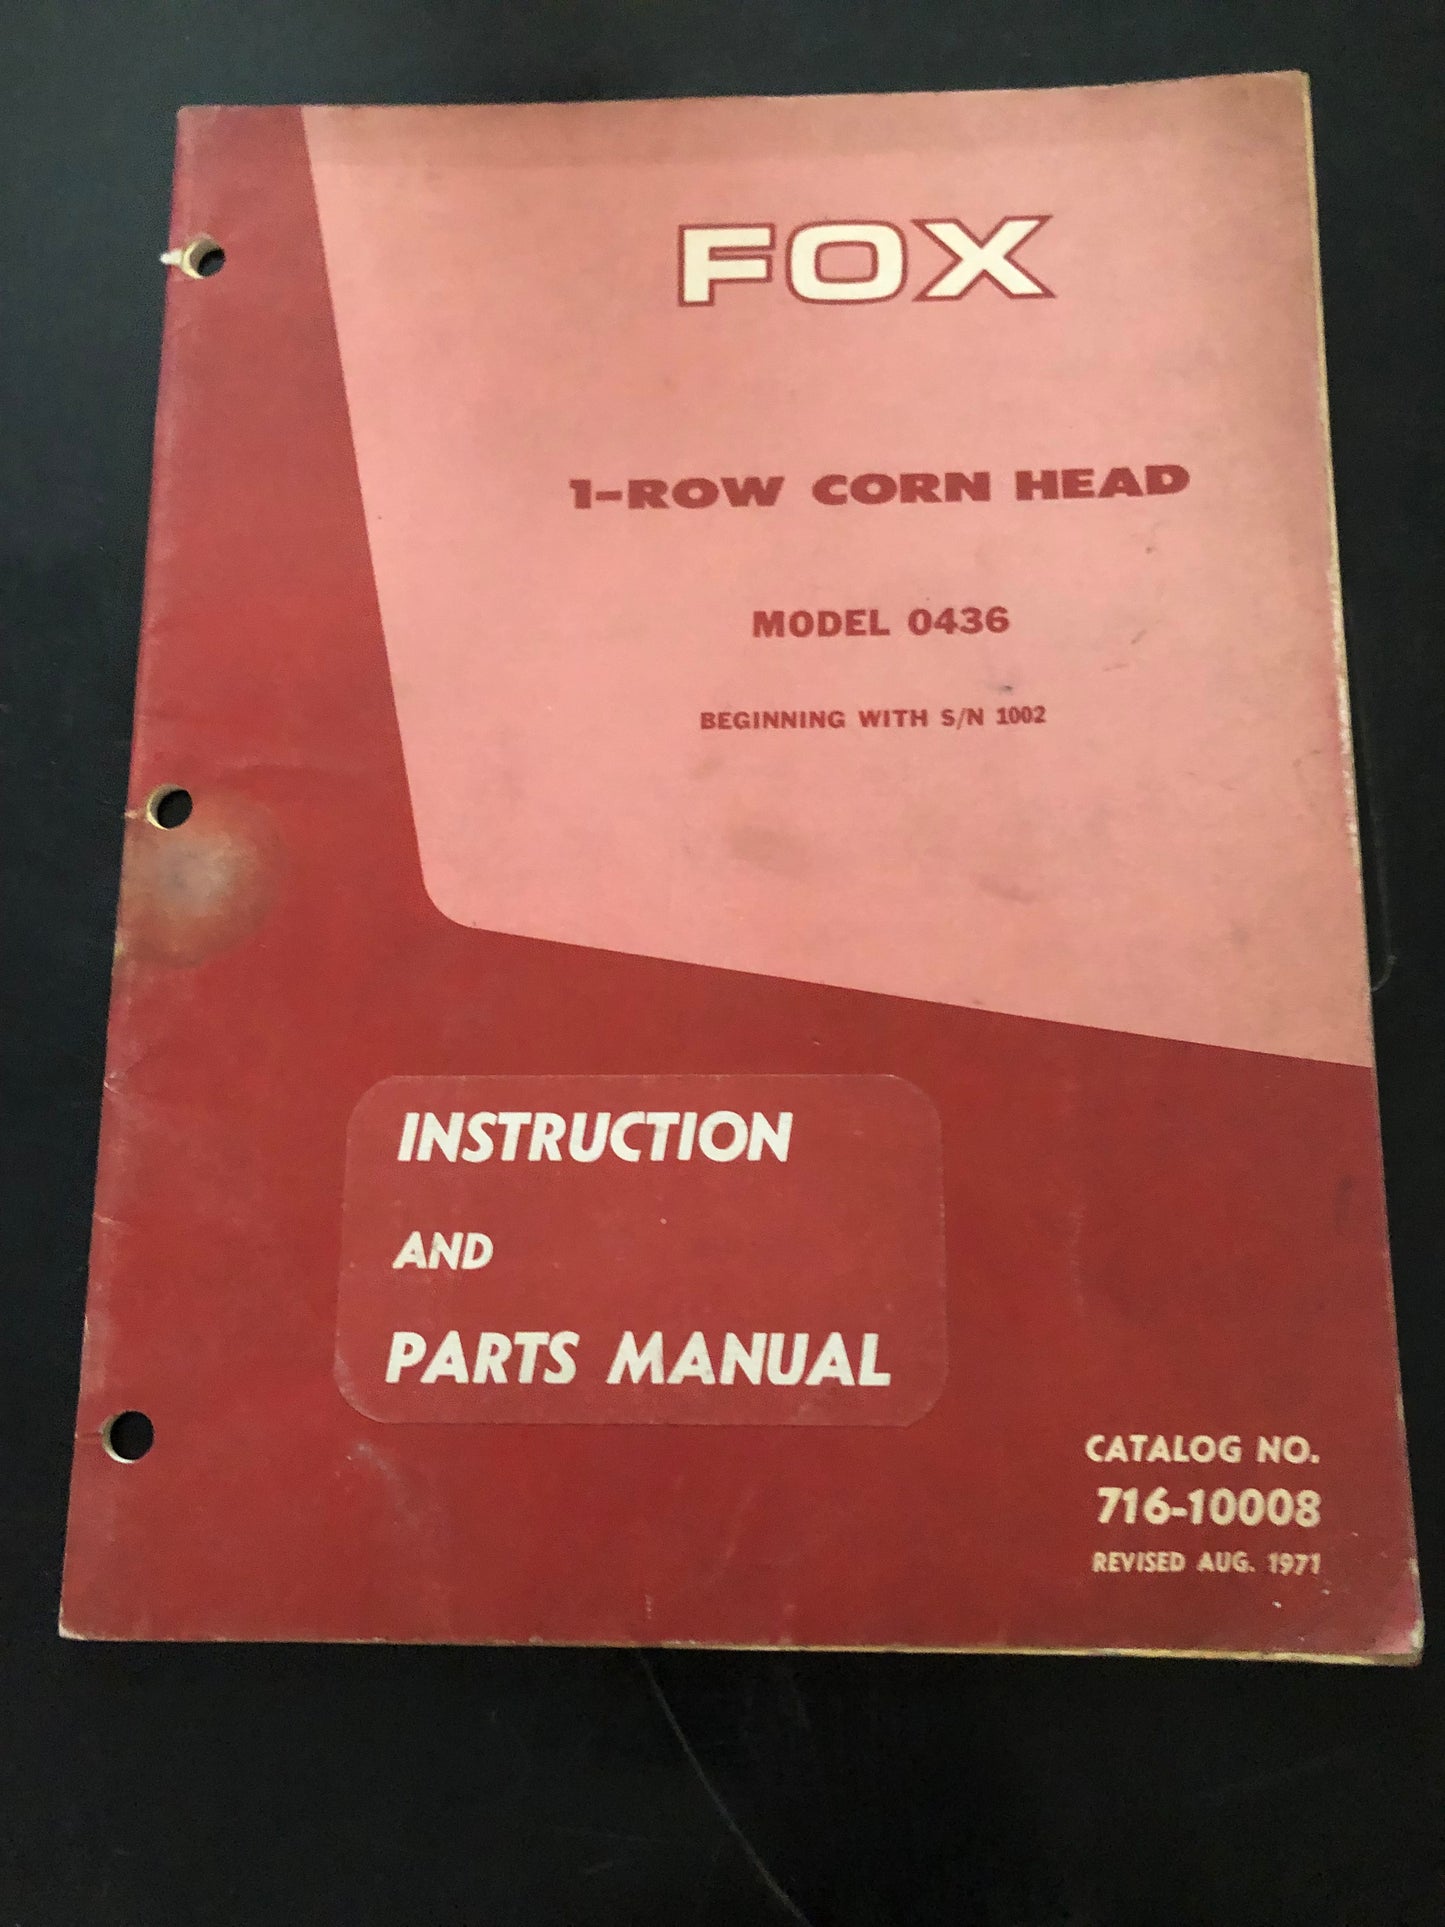 FOX
1-ROW CORN HEAD
MODEL 0436
BEGINNING WITH S/N 1002
INSTRUCTION
AND
PARTS MANUAL
CATALOG NO.
716-10008
REVISED AUG. 1971